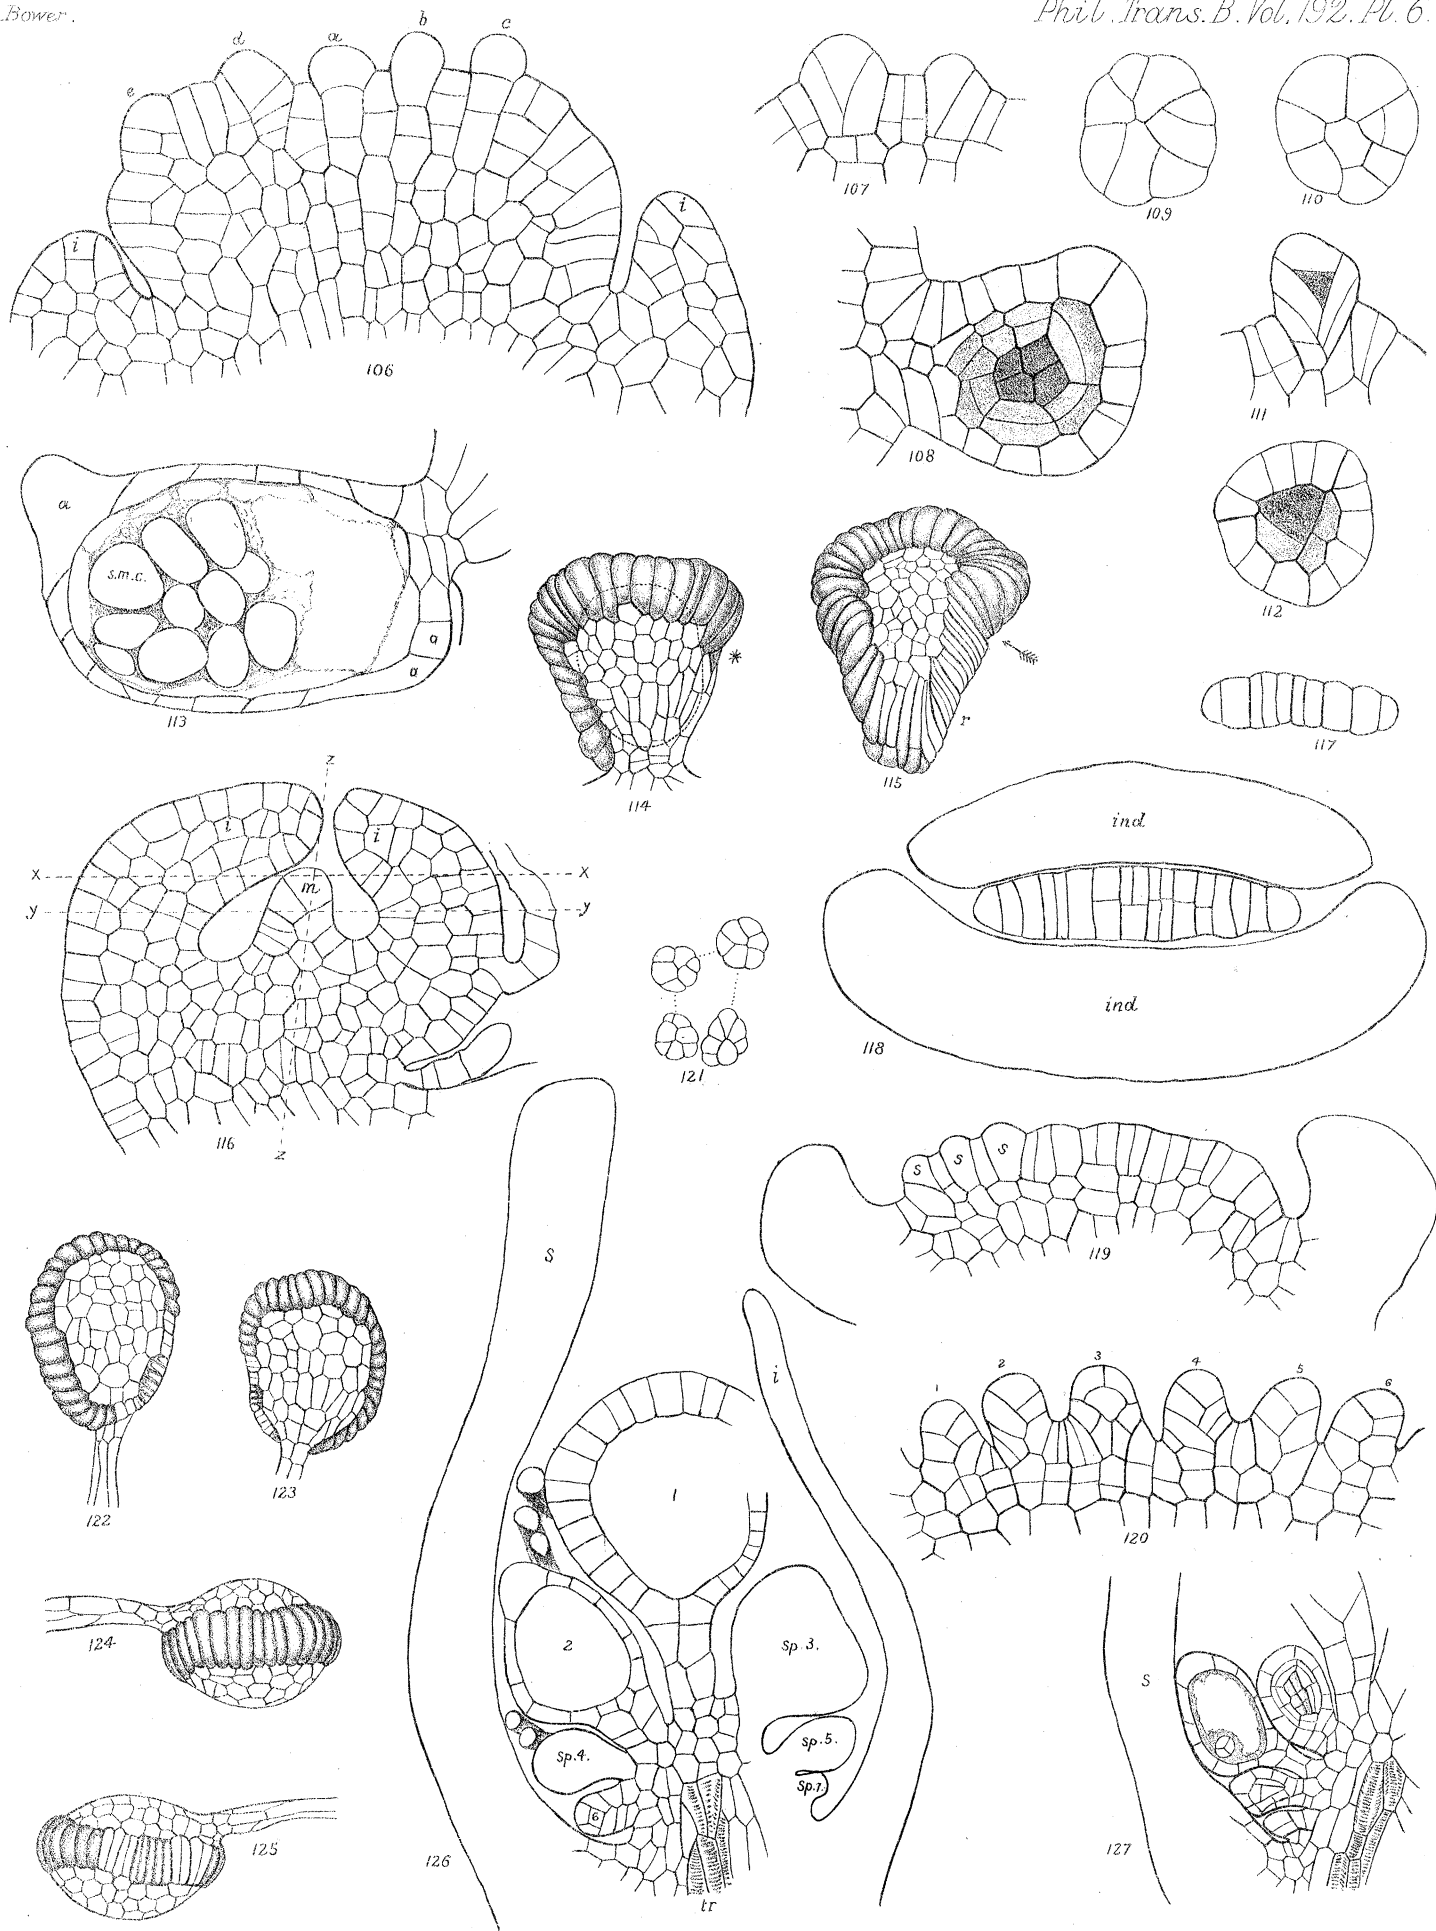 Bower.
Phil. Trans. B. Vol. 192. Pl. 6.
b
c
d
a
e
i
i
106
107
109
110
108
111
112
a
s.m.c.
a
a
113
*
114
r
115
117
z
i
i
m
x
x
y
y
116
z
121
ind
ind
118
s
s
s
119
s
i
122
123
1
2
3
4
5
6
120
1
2
sp. 3.
sp. 4.
sp. 5.
sp. 7.
6
124
125
126
tr
s
127